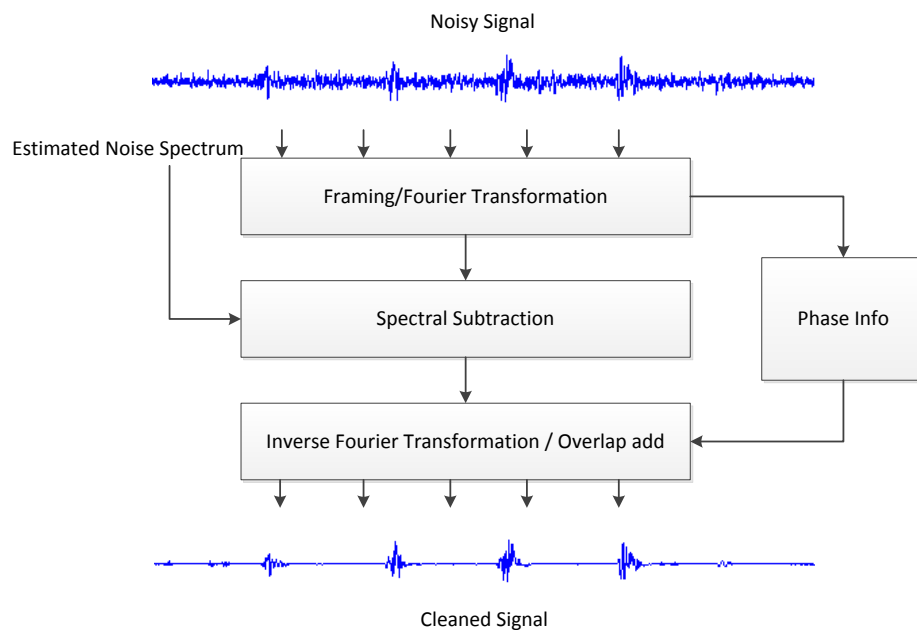 Noisy Signal
Estimated Noise Spectrum
Framing/Fourier Transformation
Spectral Subtraction
Phase Info
Inverse Fourier Transformation / Overlap add
Cleaned Signal